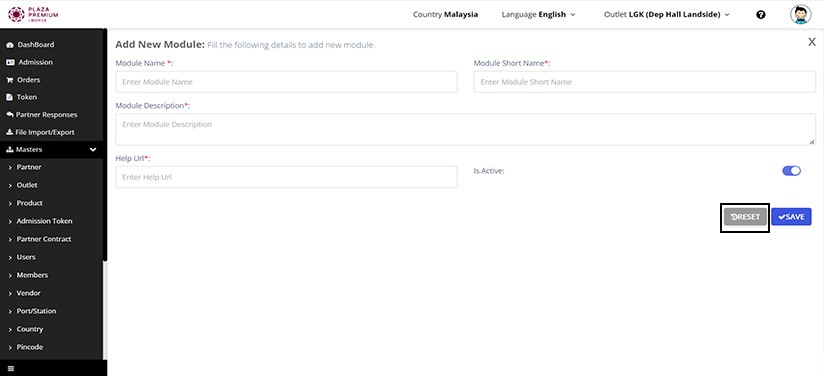 PLAZA
PREMIUM
LOUNGE
Country Malaysia
Language English
Outlet LGK (Dep Hall Landside)
DashBoard
Admission
Orders
Token
Partner Responses
File Import/Export
Masters
Partner
Outlet
Product
Admission Token
Partner Contract
Users
Members
Vendor
Port/Station
Country
Pincode
Add New Module: Fill the following details to add new module.
X
Module Name *:
Module Short Name*:
Enter Module Name
Enter Module Short Name
Module Description*:
Enter Module Description
Help Url*:
Is Active:
Enter Help Url
RESET
SAVE